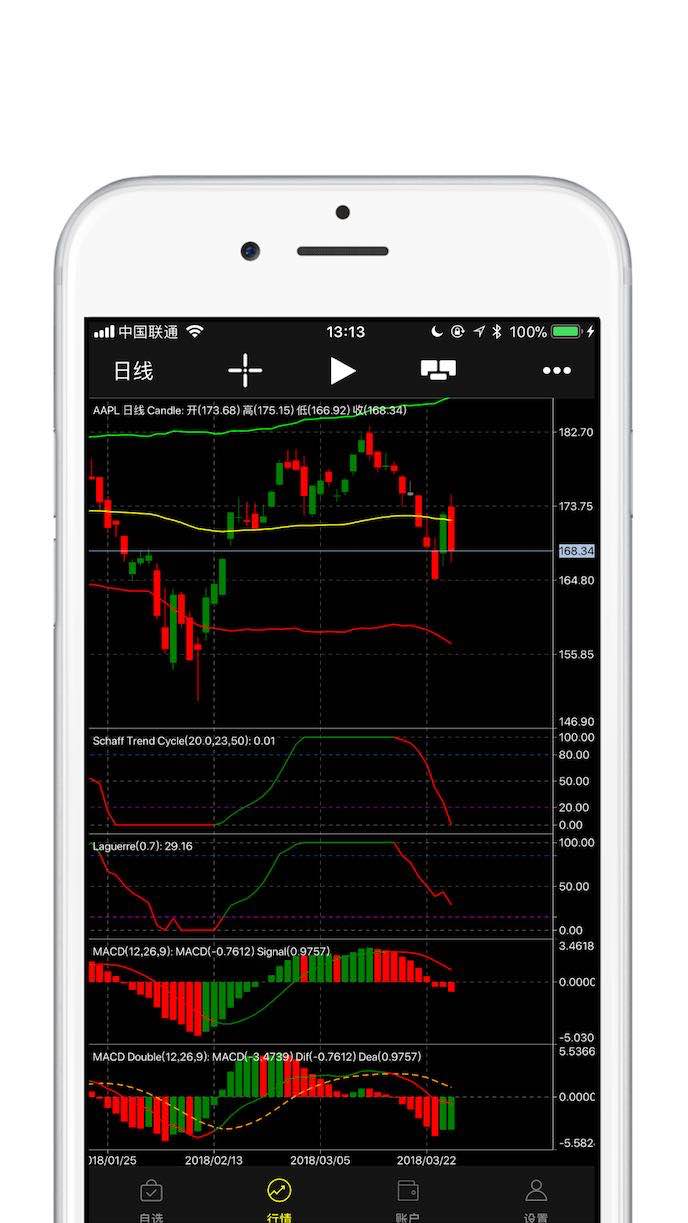 中国联通 13:13 100%
日线
AAPL 日线 Candle: 开(173.68) 高(175.15) 低(166.92) 收(168.34)
182.70
173.75
168.34
164.80
155.85
146.90
Schaff Trend Cycle(20.0,23,50): 0.01
100.00
80.00
50.00
20.00
0.00
Laguerre(0.7): 29.16
100.00
50.00
0.00
MACD(12,26,9): MACD(-0.7612) Signal(0.9757)
3.4618
0.0000
-5.030
MACD Double(12,26,9): MACD(-3.4739) Dif(-0.7612) Dea(0.9757)
5.5366
0.0000
-5.582
018/01/25 2018/02/13 2018/03/05 2018/03/22
自选 行情 账户 设置